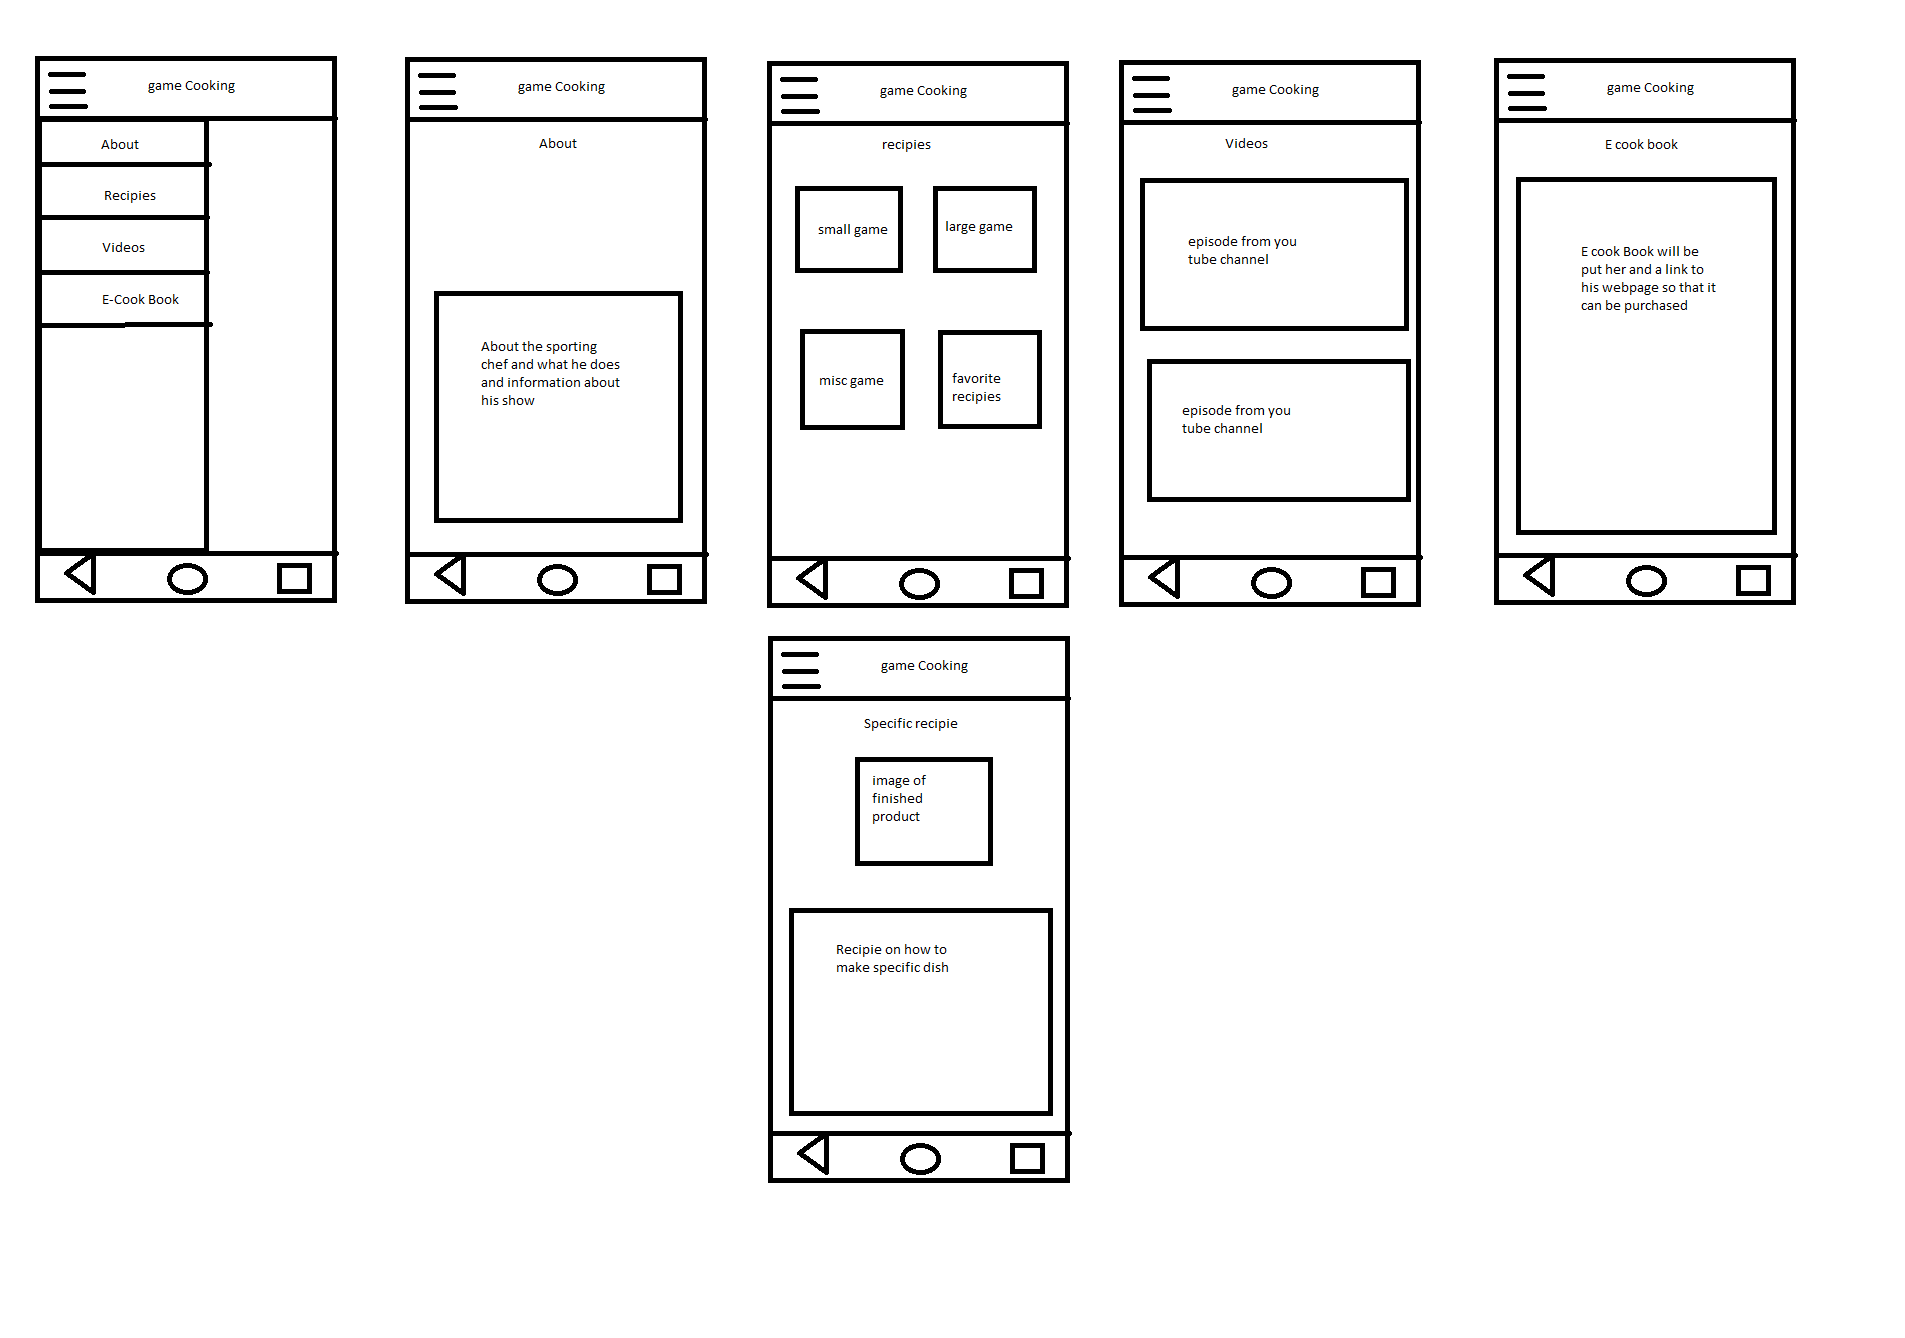 game Cooking
About
Recipies
Videos
E-Cook Book
game Cooking
About
About the sporting
chef and what he does
and information about
his show
game Cooking
recipies
small game
large game
misc game
favorite
recipies
game Cooking
Videos
episode from you
tube channel
episode from you
tube channel
game Cooking
E cook book
E cook Book will be
put her and a link to
his webpage so that it
can be purchased
game Cooking
Specific recipie
image of
finished
product
Recipie on how to
make specific dish